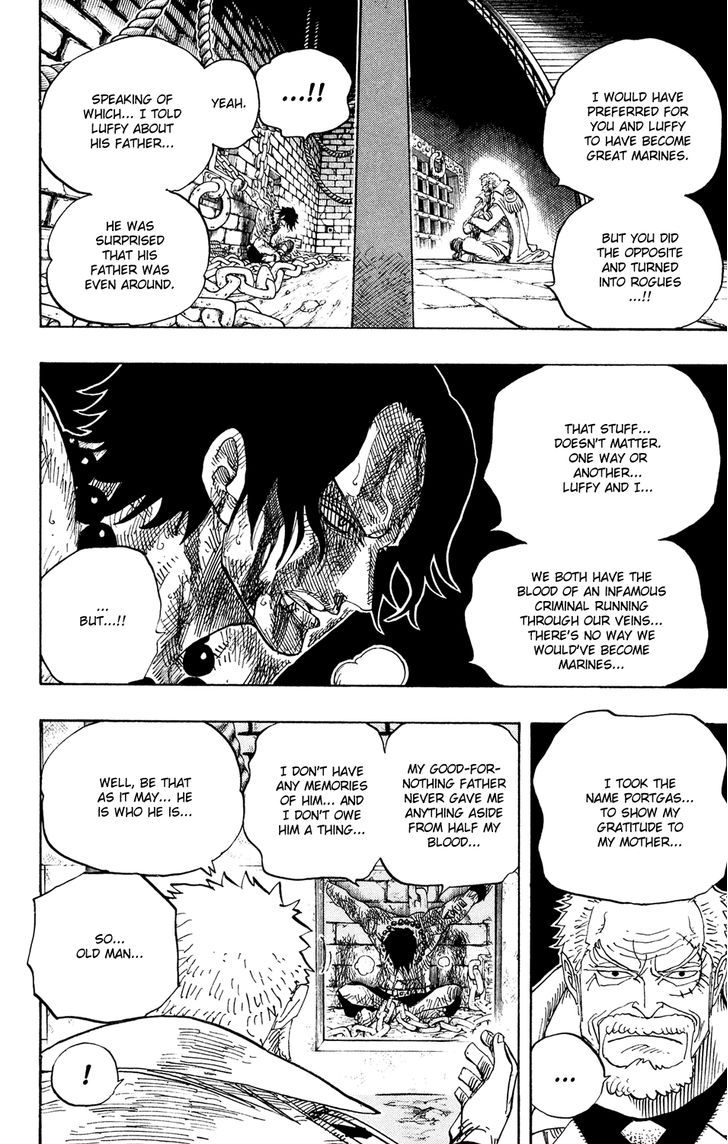 I WOULD HAVE
PREFERRED FOR
YOU AND LUFFY
TO HAVE BECOME
GREAT MARINES.
BUT YOU DID
THE OPPOSITE
AND TURNED
INTO ROGUES
...!!
...!!
YEAH.
SPEAKING OF
WHICH... I TOLD
LUFFY ABOUT
HIS FATHER...
HE WAS
SURPRISED
THAT HIS
FATHER WAS
EVEN AROUND.
THAT STUFF...
DOESN'T MATTER.
ONE WAY OR
ANOTHER...
LUFFY AND I...
WE BOTH HAVE THE
BLOOD OF AN INFAMOUS
CRIMINAL RUNNING
THROUGH OUR VEINS...
THERE'S NO WAY WE
WOULD'VE BECOME
MARINES...
...
BUT...!!
I TOOK THE
NAME PORTGAS...
TO SHOW MY
GRATITUDE TO
MY MOTHER...
...
MY GOOD-FOR-
NOTHING FATHER
NEVER GAVE ME
ANYTHING ASIDE
FROM HALF MY
BLOOD...
I DON'T HAVE
ANY MEMORIES
OF HIM... AND
I DON'T OWE
HIM A THING...
WELL, BE THAT
AS IT MAY... HE
IS WHO HE IS...
SO...
OLD MAN...
!